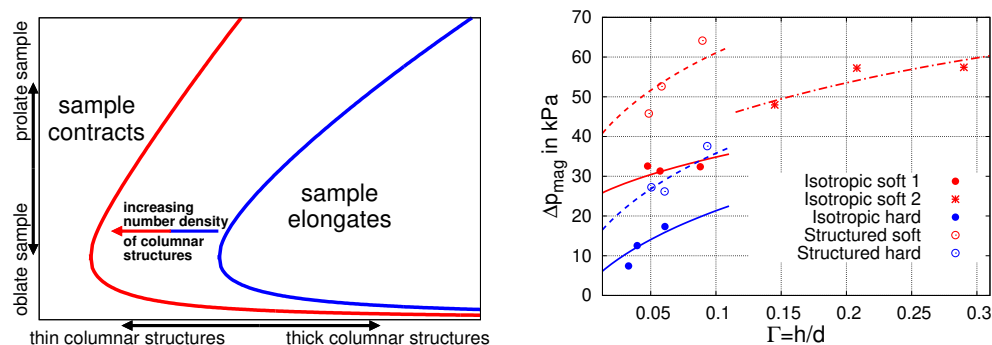 prolate sample
oblate sample
sample
contracts
sample
elongates
increasing
number density
of columnar
structures
thin columnar structures
thick columnar structures
Δp_mag in kPa
70
60
50
40
30
20
10
0
0.05
0.1
0.15
0.2
0.25
0.3
Γ=h/d
Isotropic soft 1
Isotropic soft 2
Isotropic hard
Structured soft
Structured hard